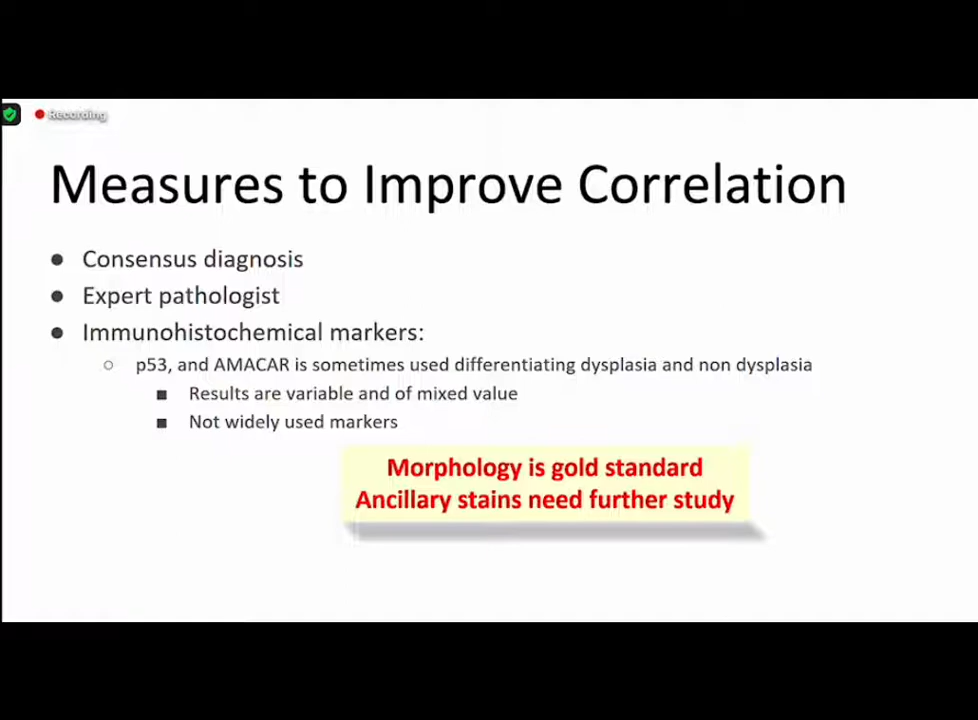 Recording
Measures to Improve Correlation
● Consensus diagnosis
● Expert pathologist
● Immunohistochemical markers:
○ p53, and AMACAR is sometimes used differentiating dysplasia and non dysplasia
■ Results are variable and of mixed value
■ Not widely used markers
Morphology is gold standard
Ancillary stains need further study